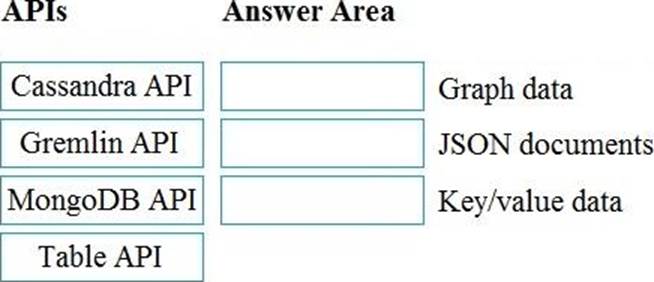 APIs Answer Area
Cassandra API Graph data
Gremlin API JSON documents
MongoDB API Key/value data
Table API